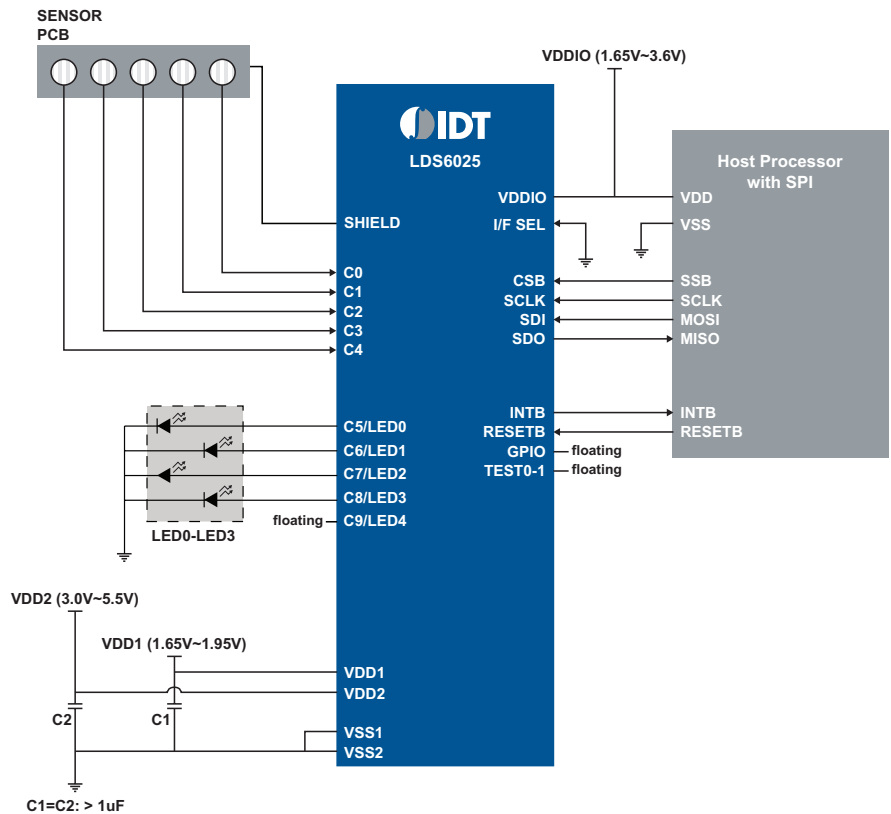 SENSOR
PCB
VDDIO (1.65V~3.6V)
IDT
LDS6025
Host Processor
with SPI
VDDIO
VDD
SHIELD
I/F SEL
VSS
C0
C1
C2
C3
C4
CSB
SSB
SCLK
SCLK
SDI
MOSI
SDO
MISO
C5/LED0
C6/LED1
C7/LED2
C8/LED3
floating
C9/LED4
LED0-LED3
INTB
INTB
RESETB
RESETB
GPIO
floating
TEST0-1
floating
VDD2 (3.0V~5.5V)
VDD1 (1.65V~1.95V)
VDD1
VDD2
C2
C1
VSS1
VSS2
C1=C2: > 1uF